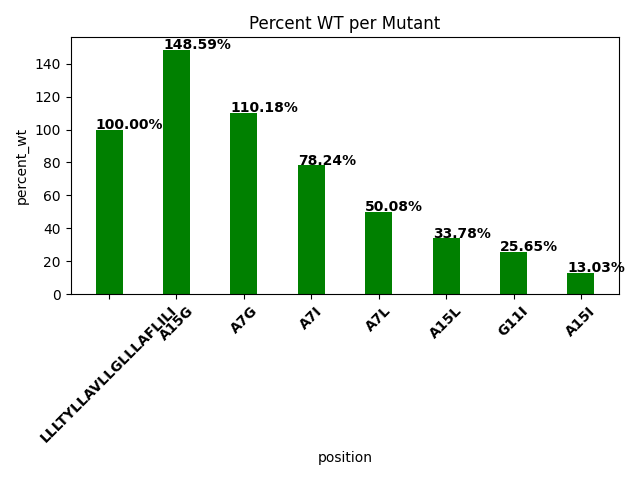 Percent WT per Mutant
percent_wt
140
120
100
80
60
40
20
0
100.00%
148.59%
110.18%
78.24%
50.08%
33.78%
25.65%
13.03%
LLLTYLLAVLLGLLLAFLILI
A15G
A7G
A7I
A7L
A15L
G11I
A15I
position